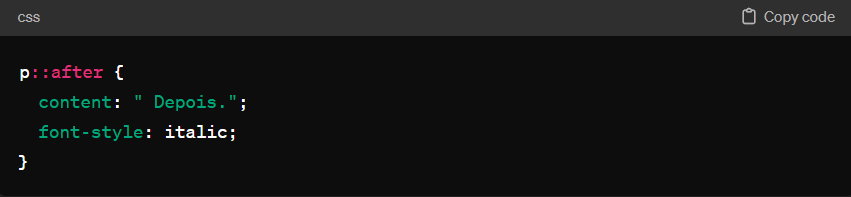 css Copy code
p::after {
  content: " Depois.";
  font-style: italic;
}